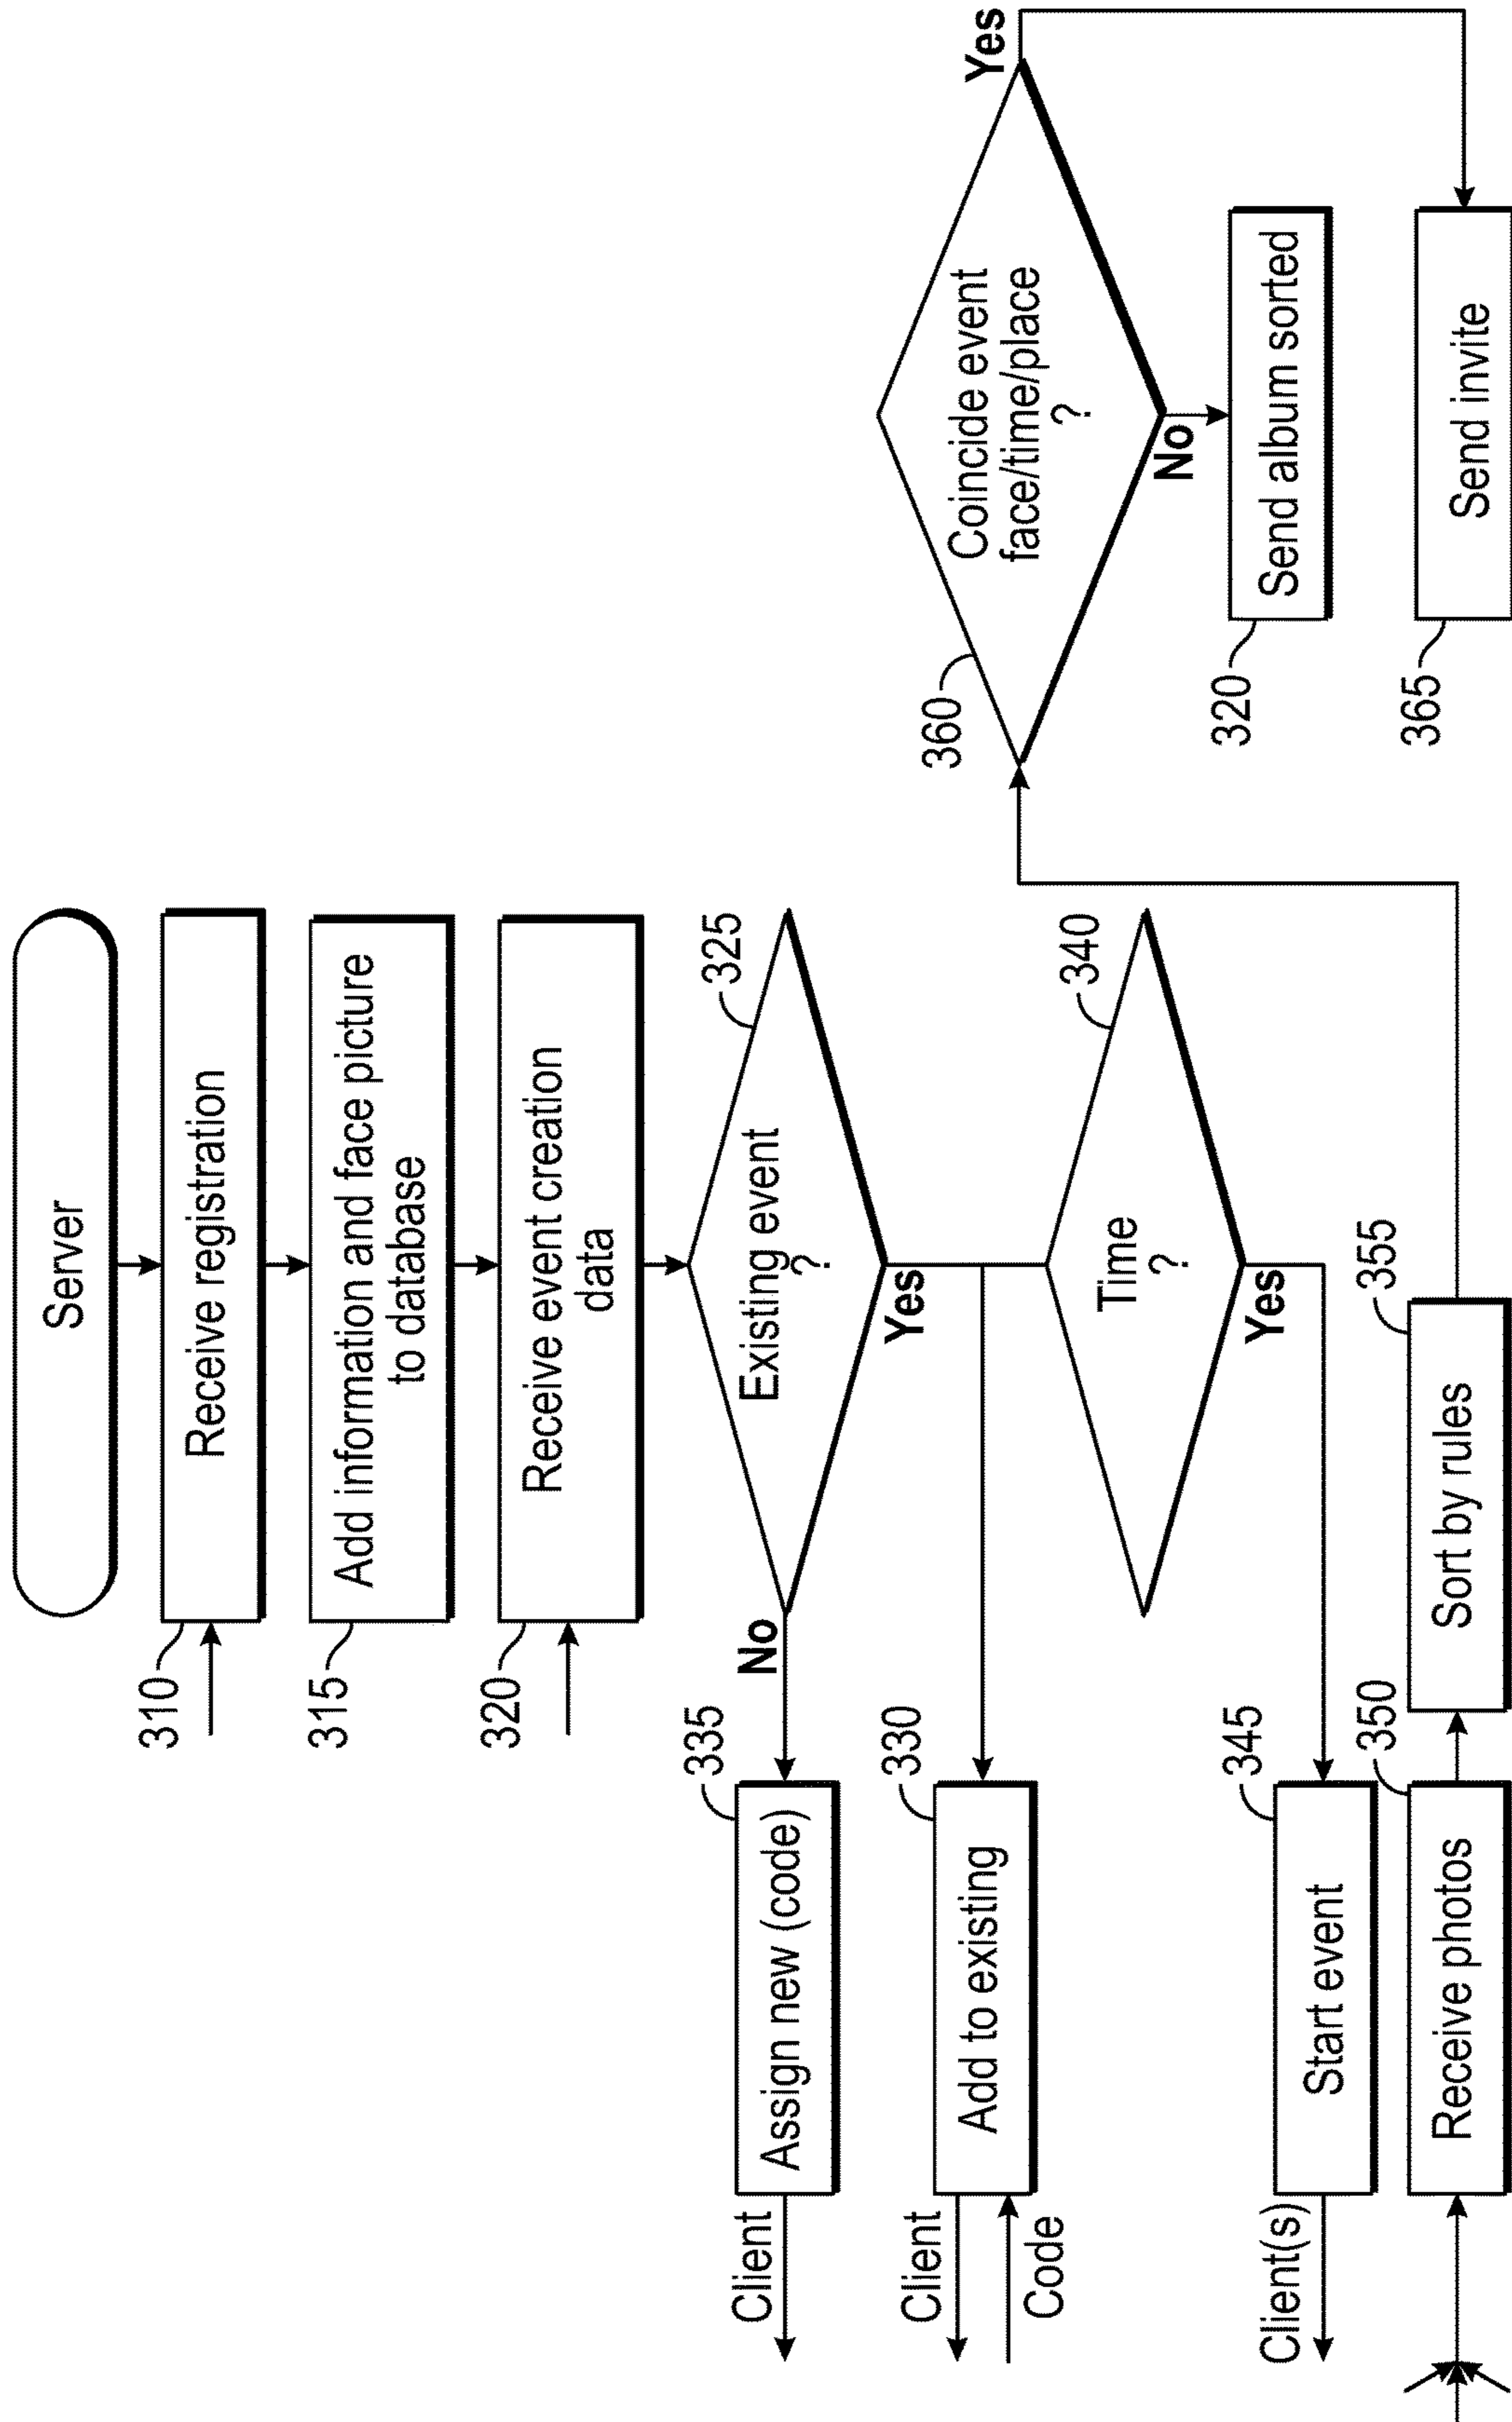 Server
310
Receive registration
315
Add information and face picture
to database
320
Receive event creation
data
325
Existing event
?
No
Yes
335
Assign new (code)
Client
330
Add to existing
Client
Code
340
Time
?
Yes
345
Start event
Client(s)
350
Receive photos
355
Sort by rules
360
Coincide event
face/time/place
?
Yes
No
320
Send album sorted
365
Send invite